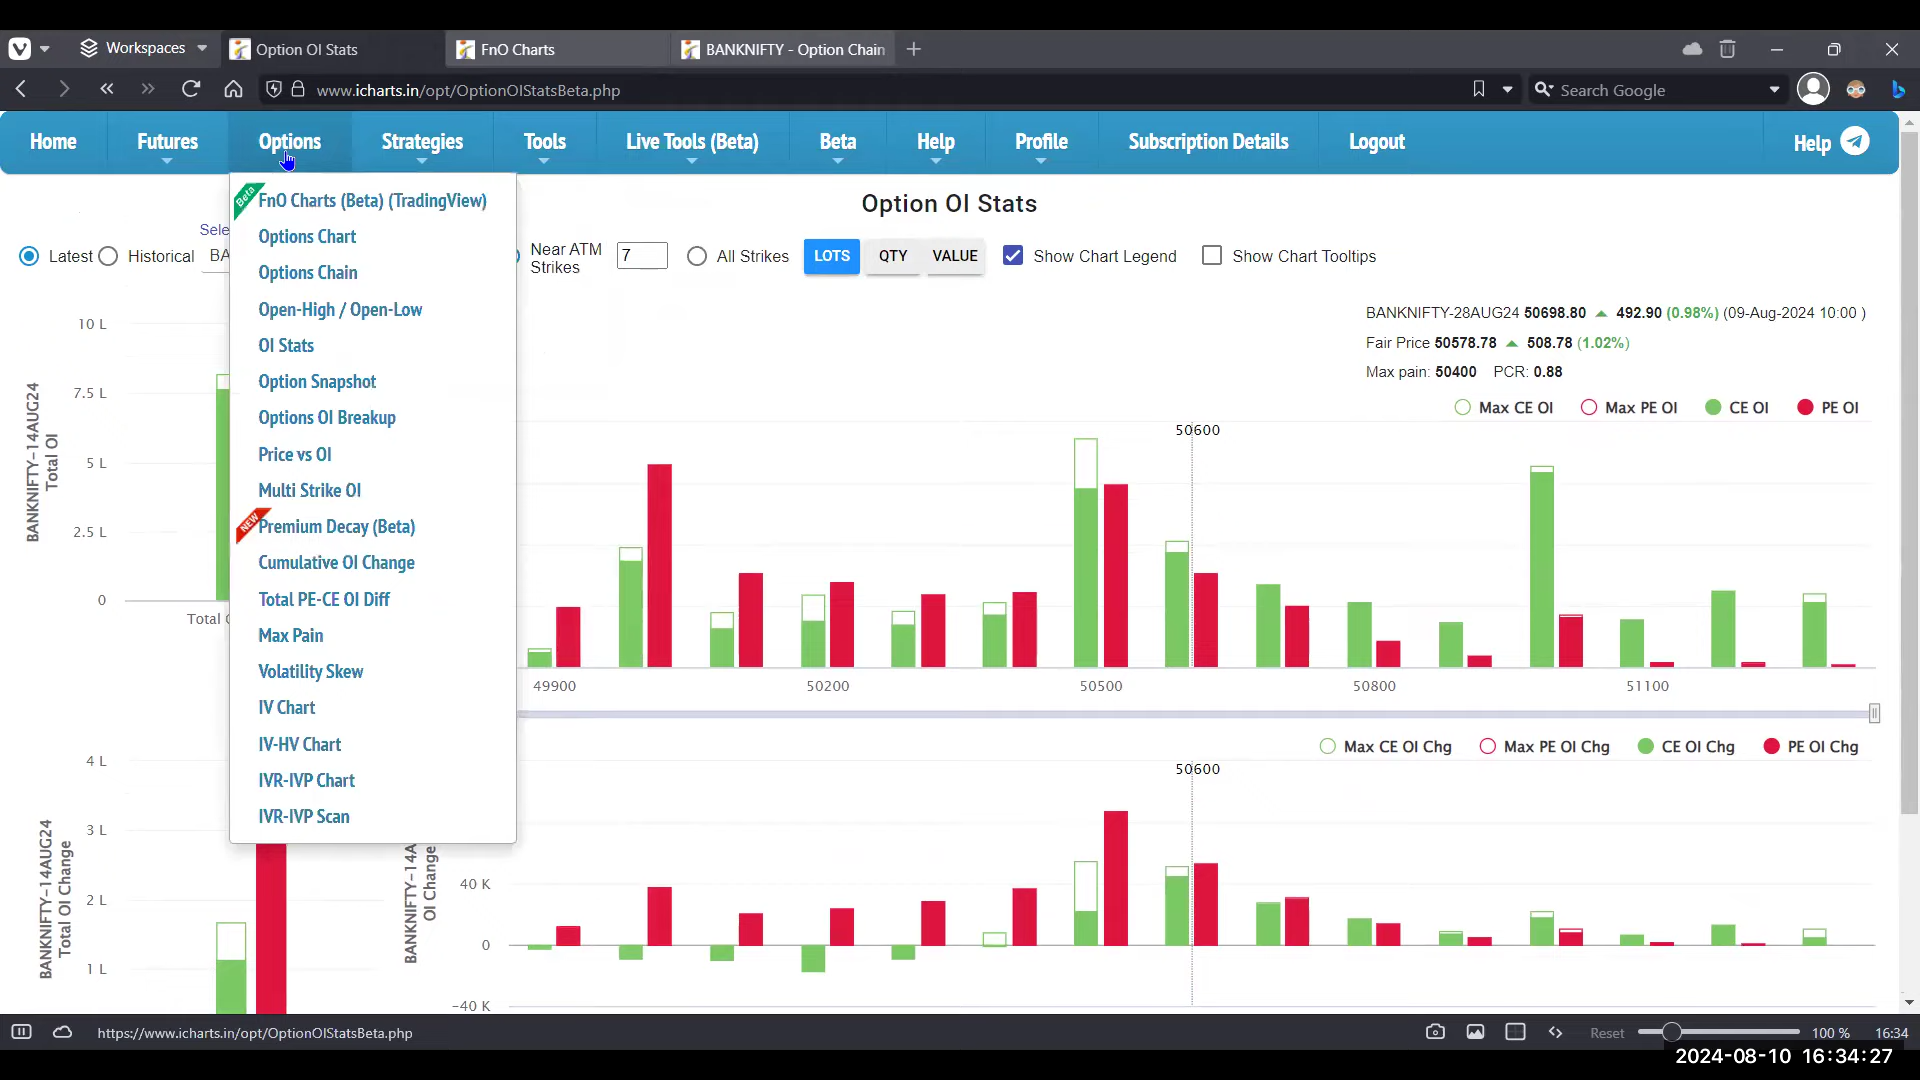 Workspaces
Option OI Stats
FnO Charts
BANKNIFTY - Option Chain
www.icharts.in/opt/OptionOIStatsBeta.php
Search Google
Home
Futures
Options
Strategies
Tools
Live Tools (Beta)
Beta
Help
Profile
Subscription Details
Logout
Help
Beta
FnO Charts (Beta) (TradingView)
Options Chart
Options Chain
Open-High / Open-Low
OI Stats
Option Snapshot
Options OI Breakup
Price vs OI
Multi Strike OI
NEW
Premium Decay (Beta)
Cumulative OI Change
Total PE-CE OI Diff
Max Pain
Volatility Skew
IV Chart
IV-HV Chart
IVR-IVP Chart
IVR-IVP Scan
Option OI Stats
Sele
Latest
Historical
BA
Near ATM
Strikes
7
All Strikes
LOTS
QTY
VALUE
Show Chart Legend
Show Chart Tooltips
BANKNIFTY-28AUG24 50698.80 ▲ 492.90 (0.98%) (09-Aug-2024 10:00 )
Fair Price 50578.78 ▲ 508.78 (1.02%)
Max pain: 50400 PCR: 0.88
Max CE OI
Max PE OI
CE OI
PE OI
BANKNIFTY-14AUG24
Total OI
10 L
7.5 L
5 L
2.5 L
0
Total
50600
49900
50200
50500
50800
51100
Max CE OI Chg
Max PE OI Chg
CE OI Chg
PE OI Chg
BANKNIFTY-14AUG24
Total OI Change
4 L
3 L
2 L
1 L
BANKNIFTY-14A
OI Change
50600
40 K
0
-40 K
https://www.icharts.in/opt/OptionOIStatsBeta.php
Reset
100 %
16:34
2024-08-10 16:34:27